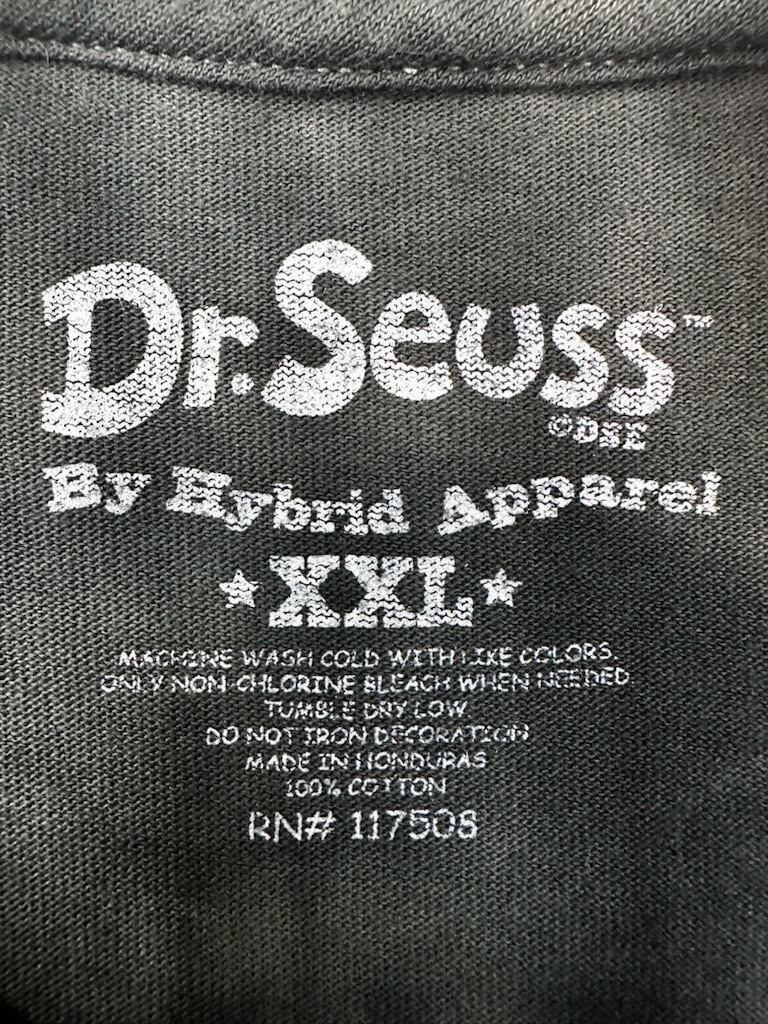 Dr. Seuss™
©DSE
By Hybrid Apparel
★XXL★
MACHINE WASH COLD WITH LIKE COLORS.
ONLY NON-CHLORINE BLEACH WHEN NEEDED.
TUMBLE DRY LOW
DO NOT IRON DECORATION
MADE IN HONDURAS
100% COTTON
RN# 117508